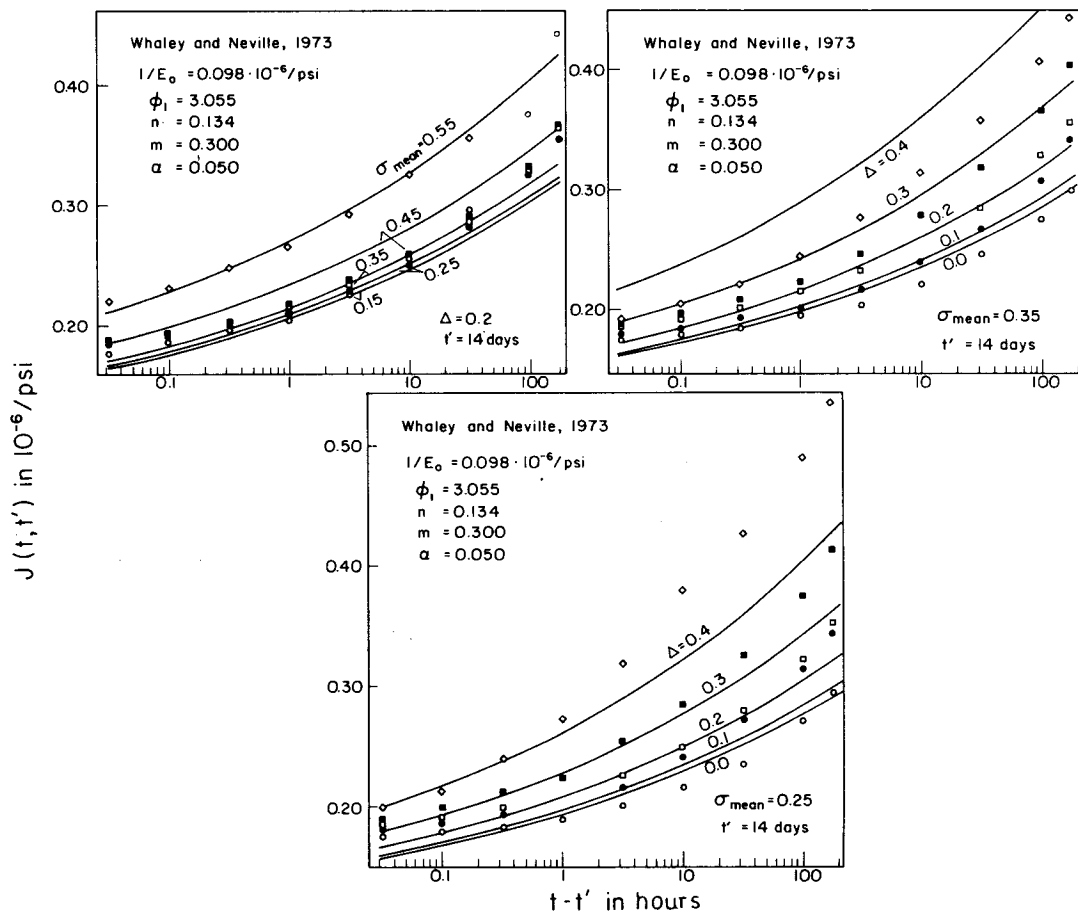 Whaley and Neville, 1973
1/E₀ = 0.098 · 10⁻⁶/psi
ϕ₁ = 3.055
n = 0.134
m = 0.300
α = 0.050
σmean = 0.55
0.45
0.35
0.25
0.15
Δ = 0.2
t' = 14 days
0.40
0.30
0.20
0.1
1
10
100
Whaley and Neville, 1973
1/E₀ = 0.098 · 10⁻⁶/psi
ϕ₁ = 3.055
n = 0.134
m = 0.300
α = 0.050
Δ = 0.4
0.3
0.2
0.1
0.0
σmean = 0.35
t' = 14 days
0.40
0.30
0.20
0.1
1
10
100
Whaley and Neville, 1973
1/E₀ = 0.098 · 10⁻⁶/psi
ϕ₁ = 3.055
n = 0.134
m = 0.300
α = 0.050
Δ = 0.4
0.3
0.2
0.1
0.0
σmean = 0.25
t' = 14 days
0.50
0.40
0.30
0.20
0.1
1
10
100
J (t, t') in 10⁻⁶/psi
t - t' in hours